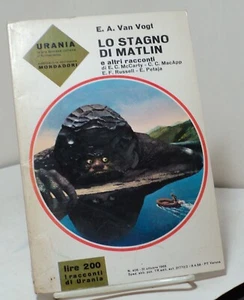 E. A. Van Vogt
URANIA
MONDADORI
LO STAGNO
DI MATLIN
e altri racconti
di E. C. McCarty - C. C. MacApp
E. F. Russell - E. Petaja
lire 200
i racconti
di Urania